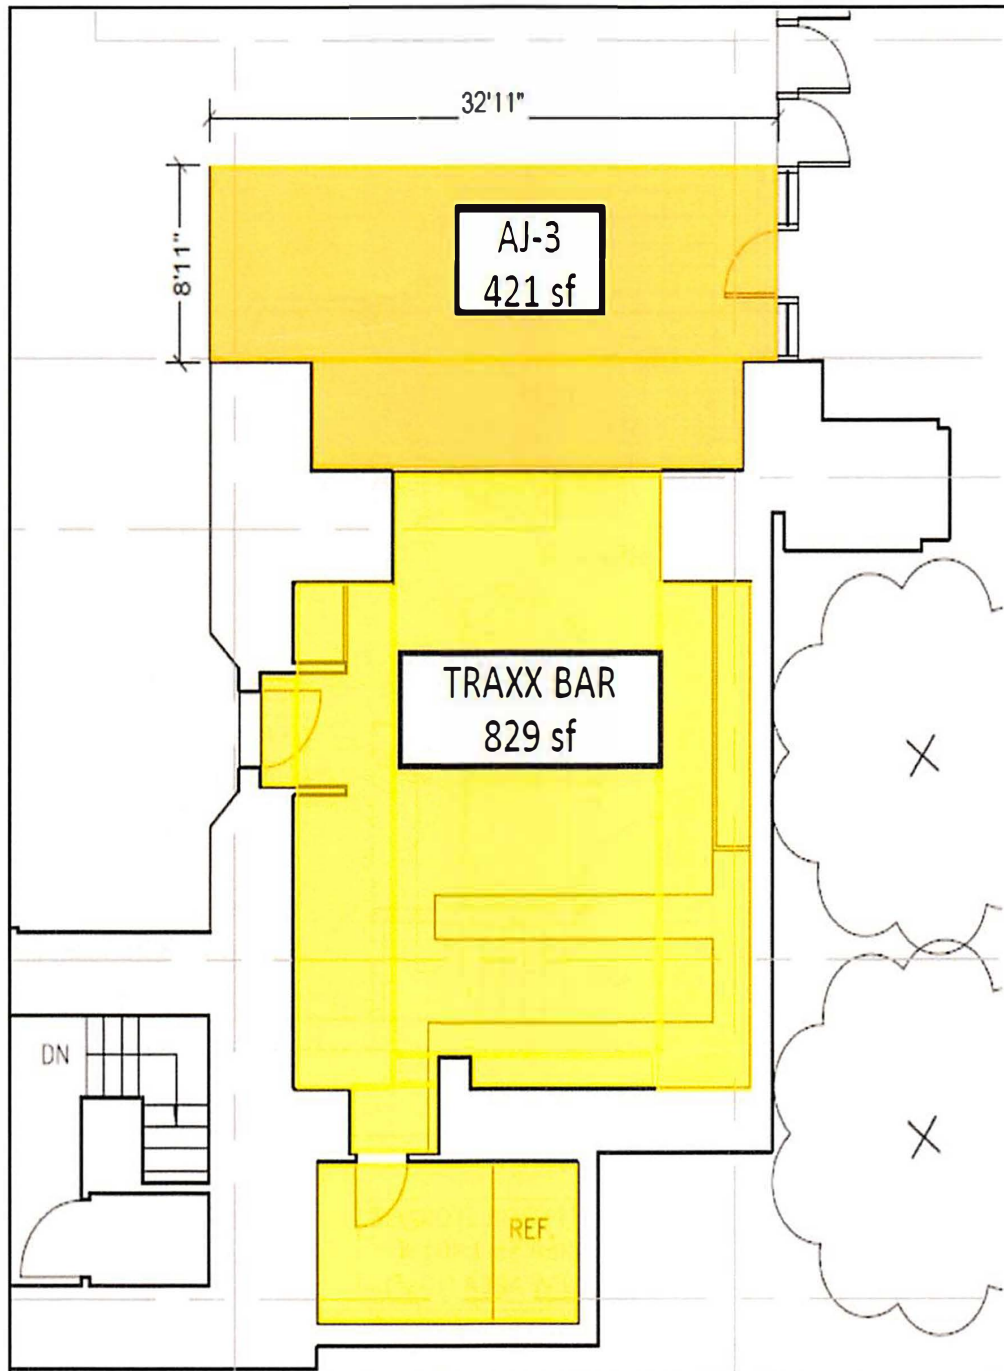 32'11"
8'11"
AJ-3
421 sf
TRAXX BAR
829 sf
DN
REF.